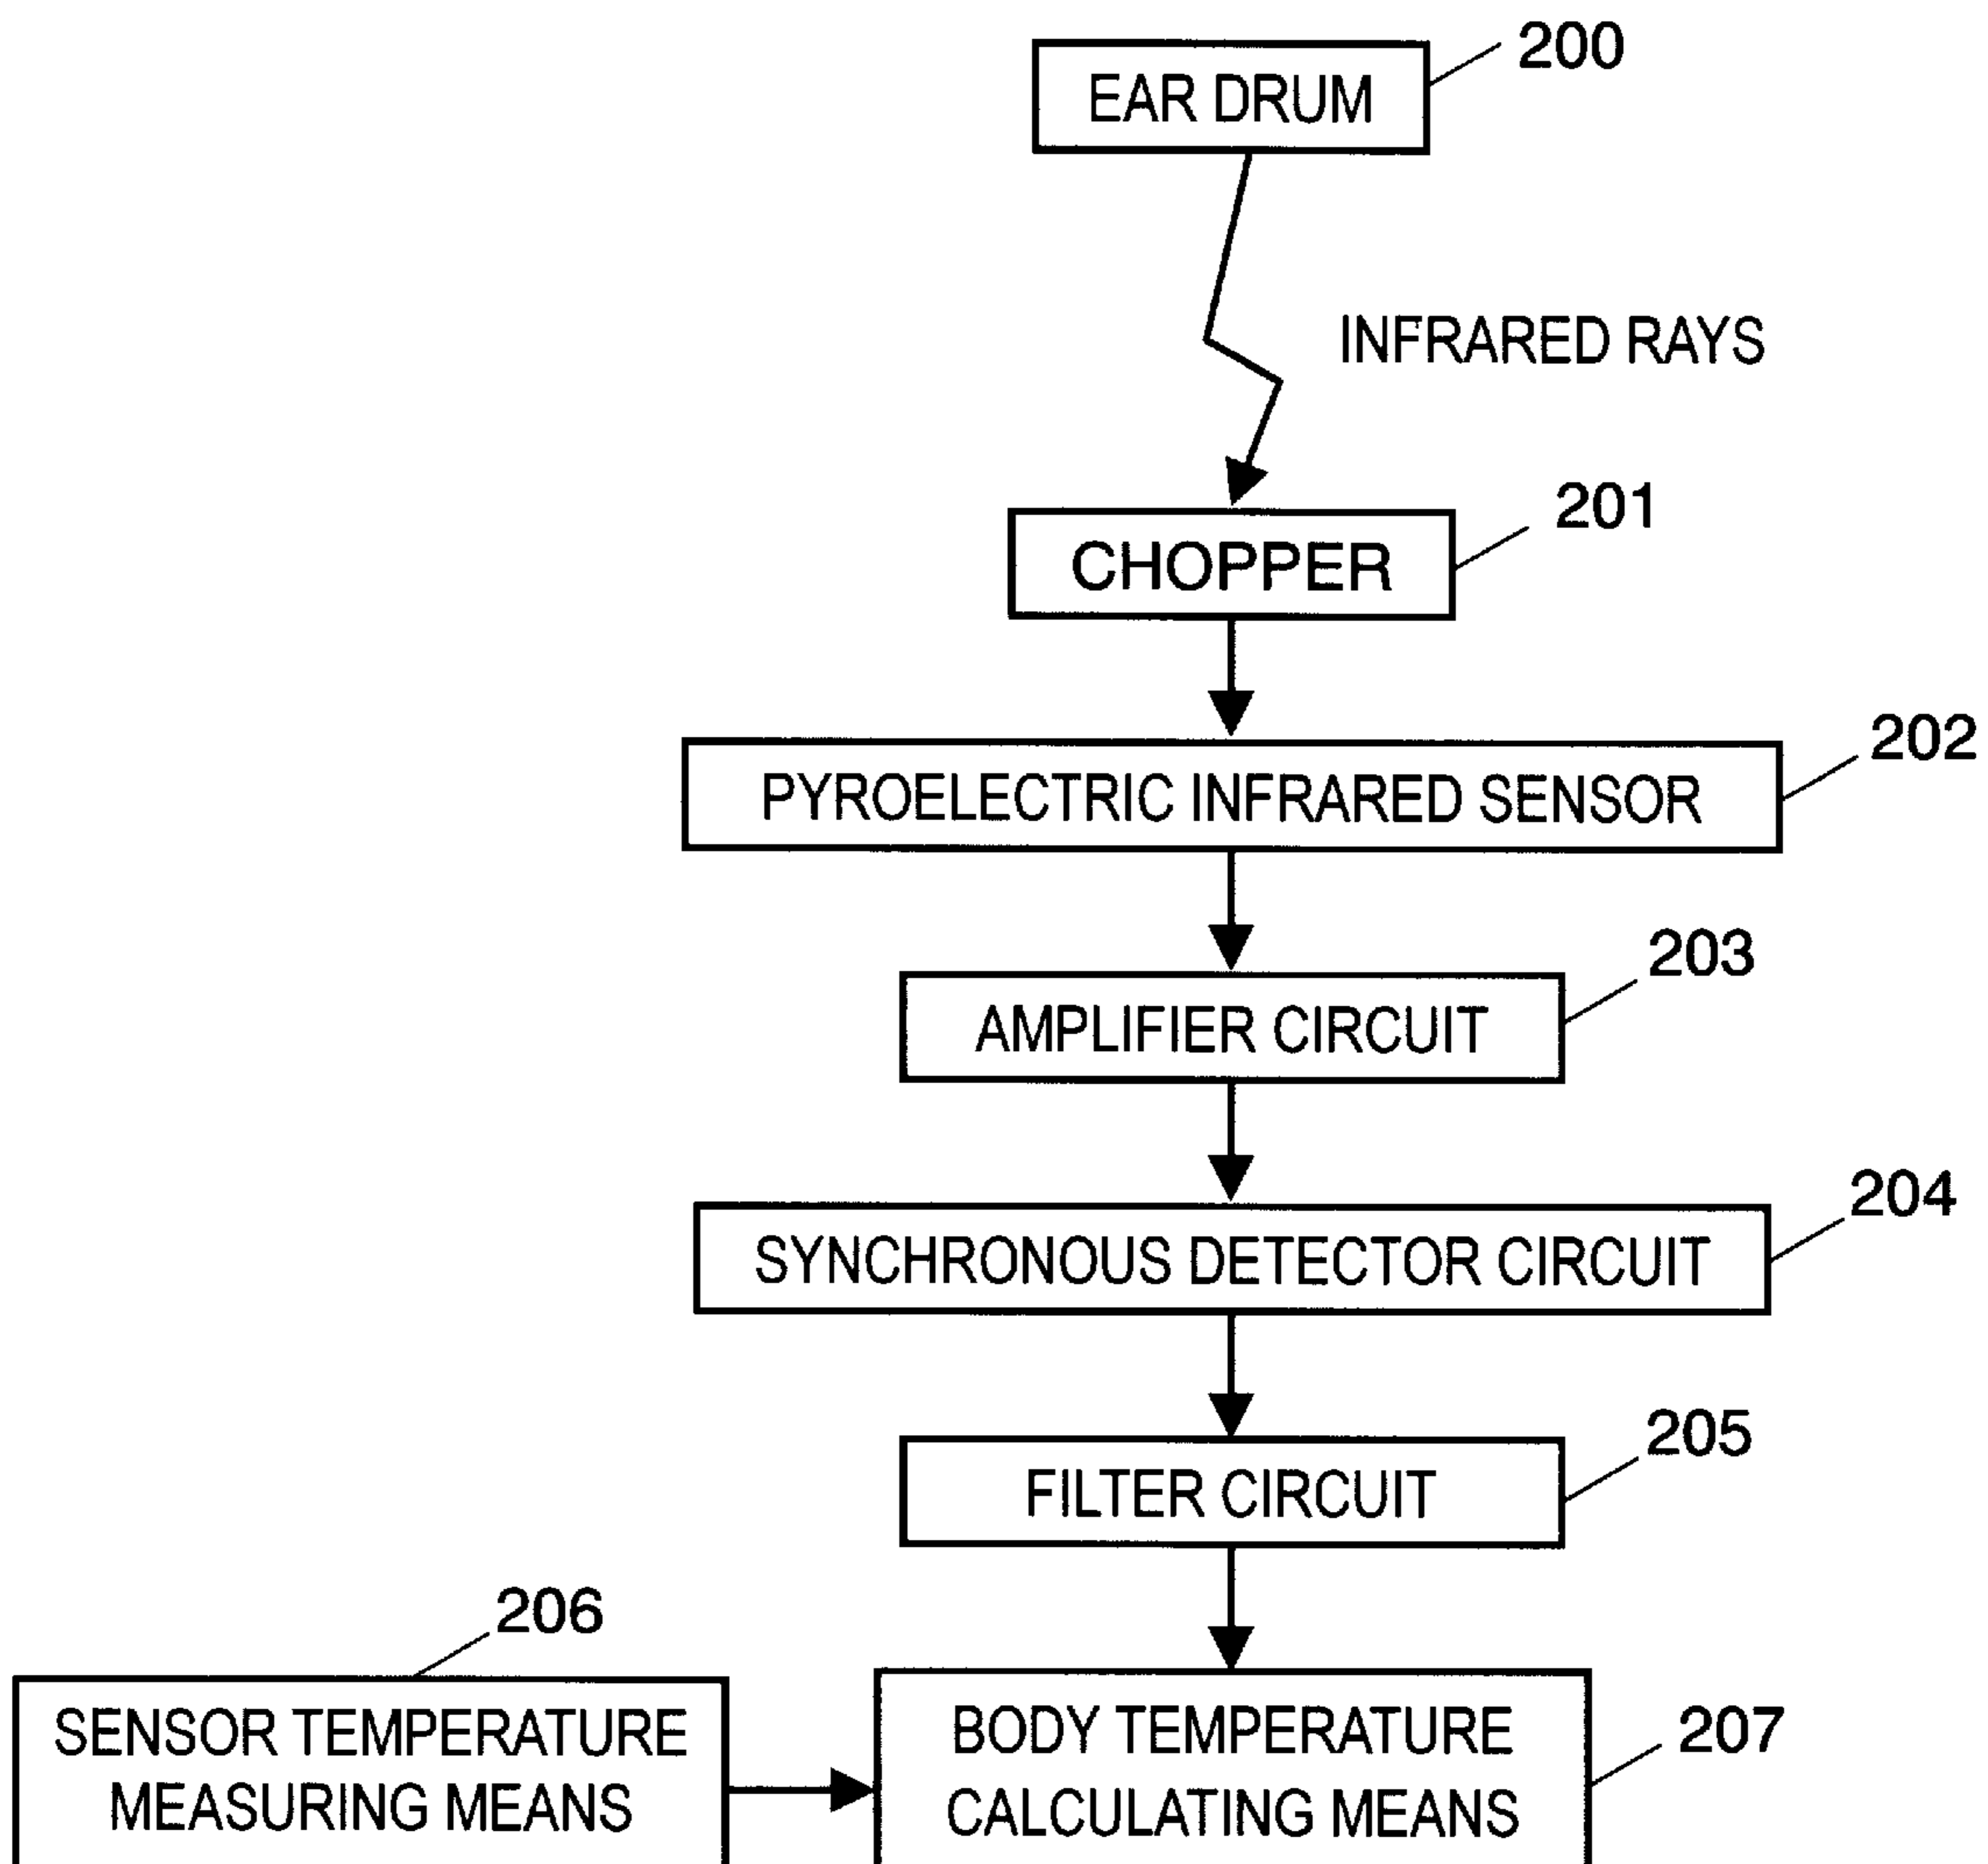 200
EAR DRUM
INFRARED RAYS
201
CHOPPER
202
PYROELECTRIC INFRARED SENSOR
203
AMPLIFIER CIRCUIT
204
SYNCHRONOUS DETECTOR CIRCUIT
205
FILTER CIRCUIT
206
SENSOR TEMPERATURE
MEASURING MEANS
207
BODY TEMPERATURE
CALCULATING MEANS